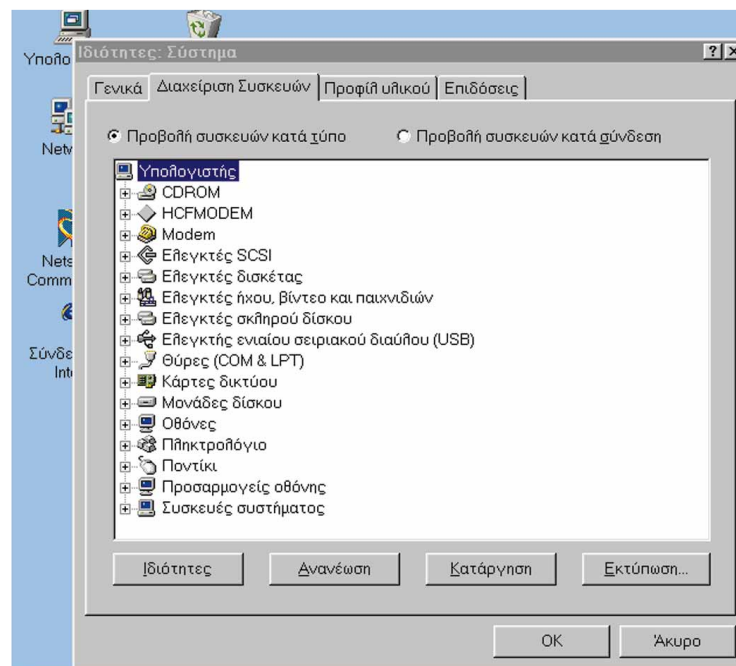 Υπολο
Ιδιότητες: Σύστημα
Γενικά Διαχείριση Συσκευών Προφίλ υλικού Επιδόσεις
Netw
Προβολή συσκευών κατά τύπο Προβολή συσκευών κατά σύνδεση
Υπολογιστής
CDROM
HCFMODEM
Modem
Ελεγκτές SCSI
Ελεγκτές δισκέτας
Ελεγκτές ήχου, βίντεο και παιχνιδιών
Ελεγκτές σκληρού δίσκου
Ελεγκτής ενιαίου σειριακού διαύλου (USB)
Θύρες (COM & LPT)
Κάρτες δικτύου
Μονάδες δίσκου
Οθόνες
Πληκτρολόγιο
Ποντίκι
Προσαρμογείς οθόνης
Συσκευές συστήματος
Nets
Comm
Σύνδε
Inte
Ιδιότητες Ανανέωση Κατάργηση Εκτύπωση...
OK Άκυρο